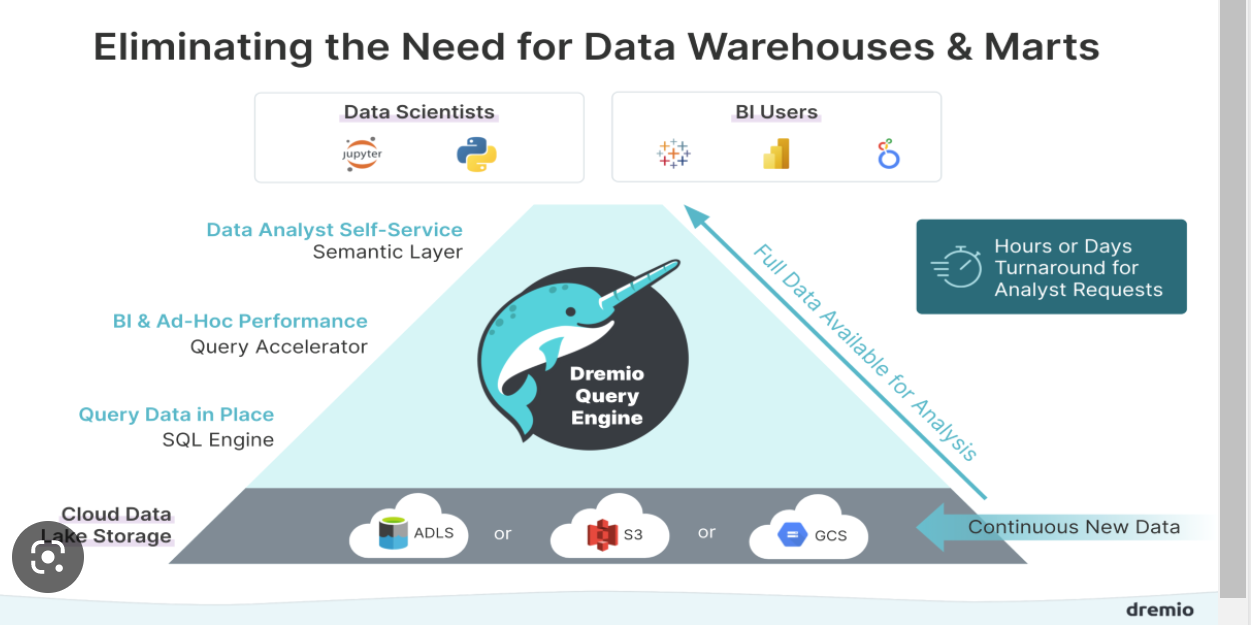 Eliminating the Need for Data Warehouses & Marts
Data Scientists
jupyter
BI Users
Data Analyst Self-Service
Semantic Layer
BI & Ad-Hoc Performance
Query Accelerator
Query Data in Place
SQL Engine
Dremio
Query
Engine
Full Data Available for Analysis
Hours or Days
Turnaround for
Analyst Requests
Cloud Data
Lake Storage
ADLS
or
S3
or
GCS
Continuous New Data
dremio